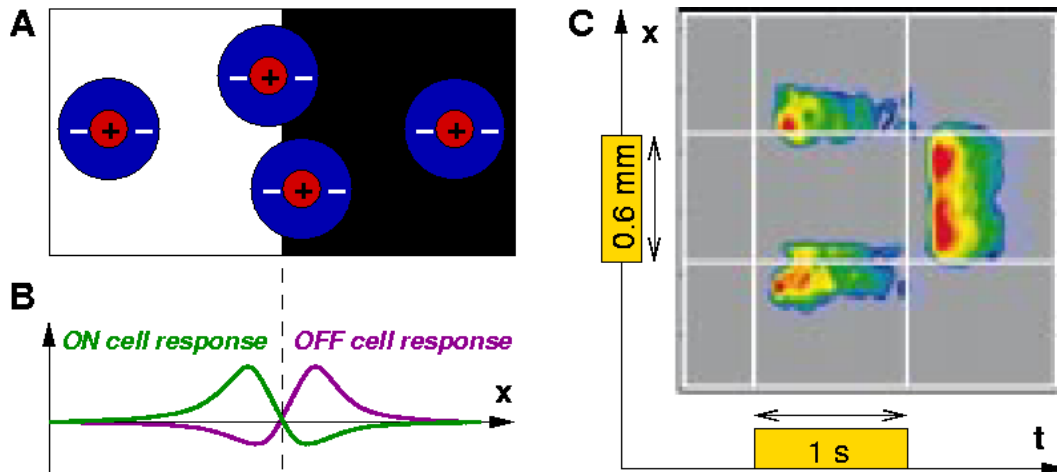 A
− + −
− + −
− + −
− + −
B
ON cell response
OFF cell response
x
C
x
0.6 mm
1 s
t